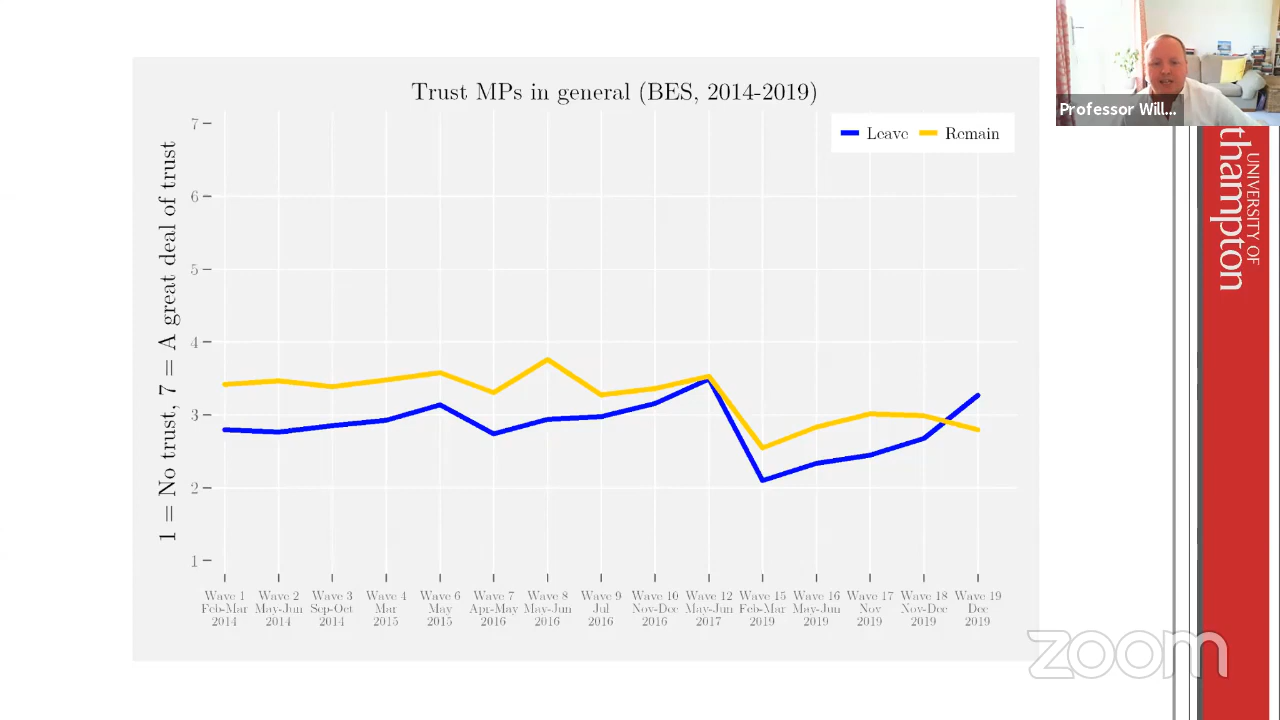 Trust MPs in general (BES, 2014-2019)
Leave Remain
1 = No trust, 7 = A great deal of trust
7
6
5
4
3
2
1
Wave 1 Wave 2 Wave 3 Wave 4 Wave 6 Wave 7 Wave 8 Wave 9 Wave 10 Wave 12 Wave 15 Wave 16 Wave 17 Wave 18 Wave 19
Feb-Mar May-Jun Sep-Oct Mar May Apr-May May-Jun Jul Nov-Dec May-Jun Feb-Mar May-Jun Nov Nov-Dec Dec
2014 2014 2014 2015 2015 2016 2016 2016 2016 2017 2019 2019 2019 2019 2019
Professor Will...
UNIVERSITY OF
thampton
zoom